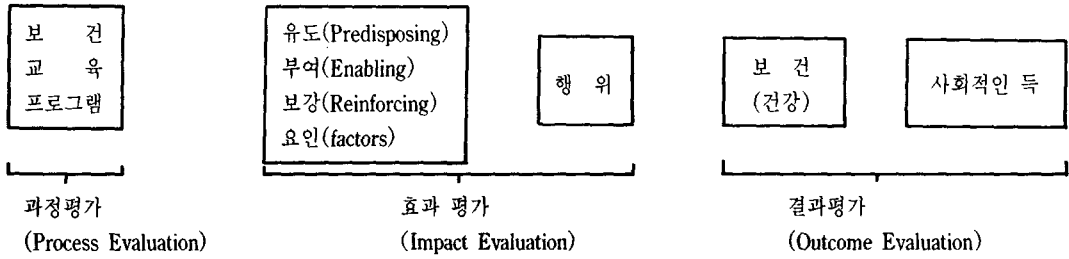 보 건
교 육
프로그램
유도(Predisposing)
부여(Enabling)
보강(Reinforcing)
요인(factors)
행 위
보 건
(건강)
사회적인 득
과정평가
(Process Evaluation)
효과 평가
(Impact Evaluation)
결과평가
(Outcome Evaluation)